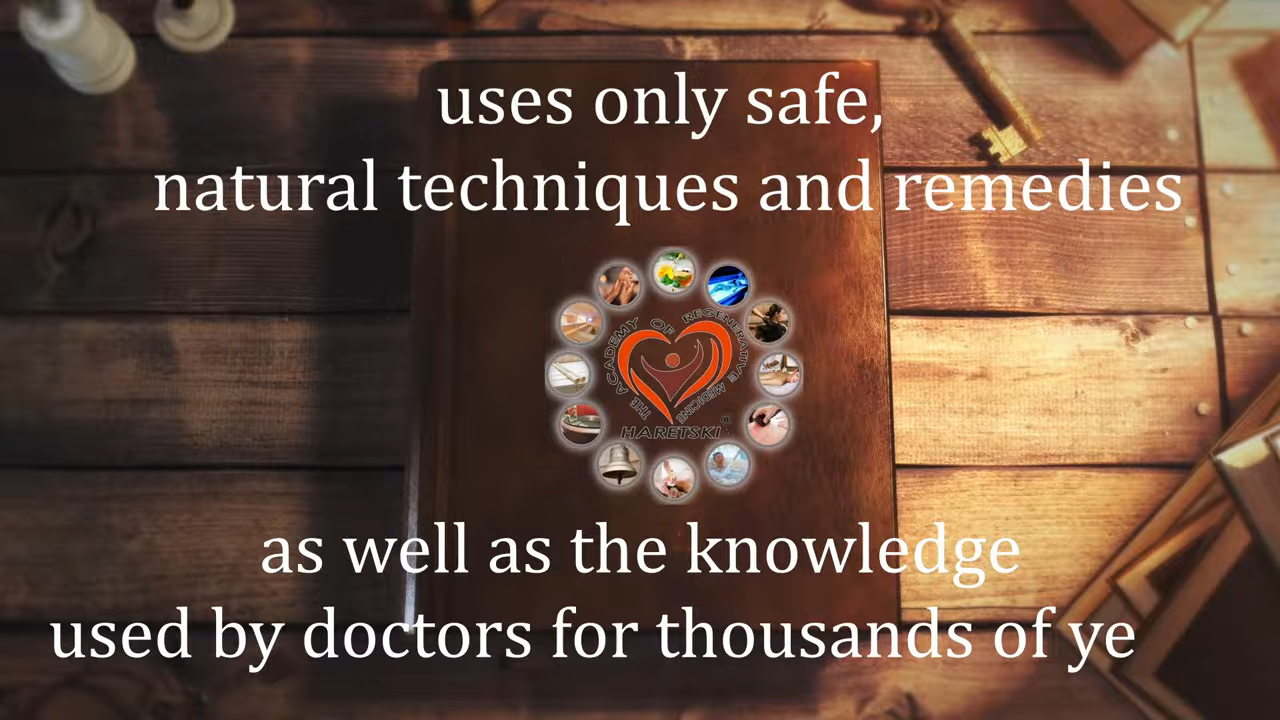 uses only safe,
natural techniques and remedies
THE ACADEMY OF REGENERATIVE MEDICINE
HARETSKI ®
as well as the knowledge
used by doctors for thousands of ye